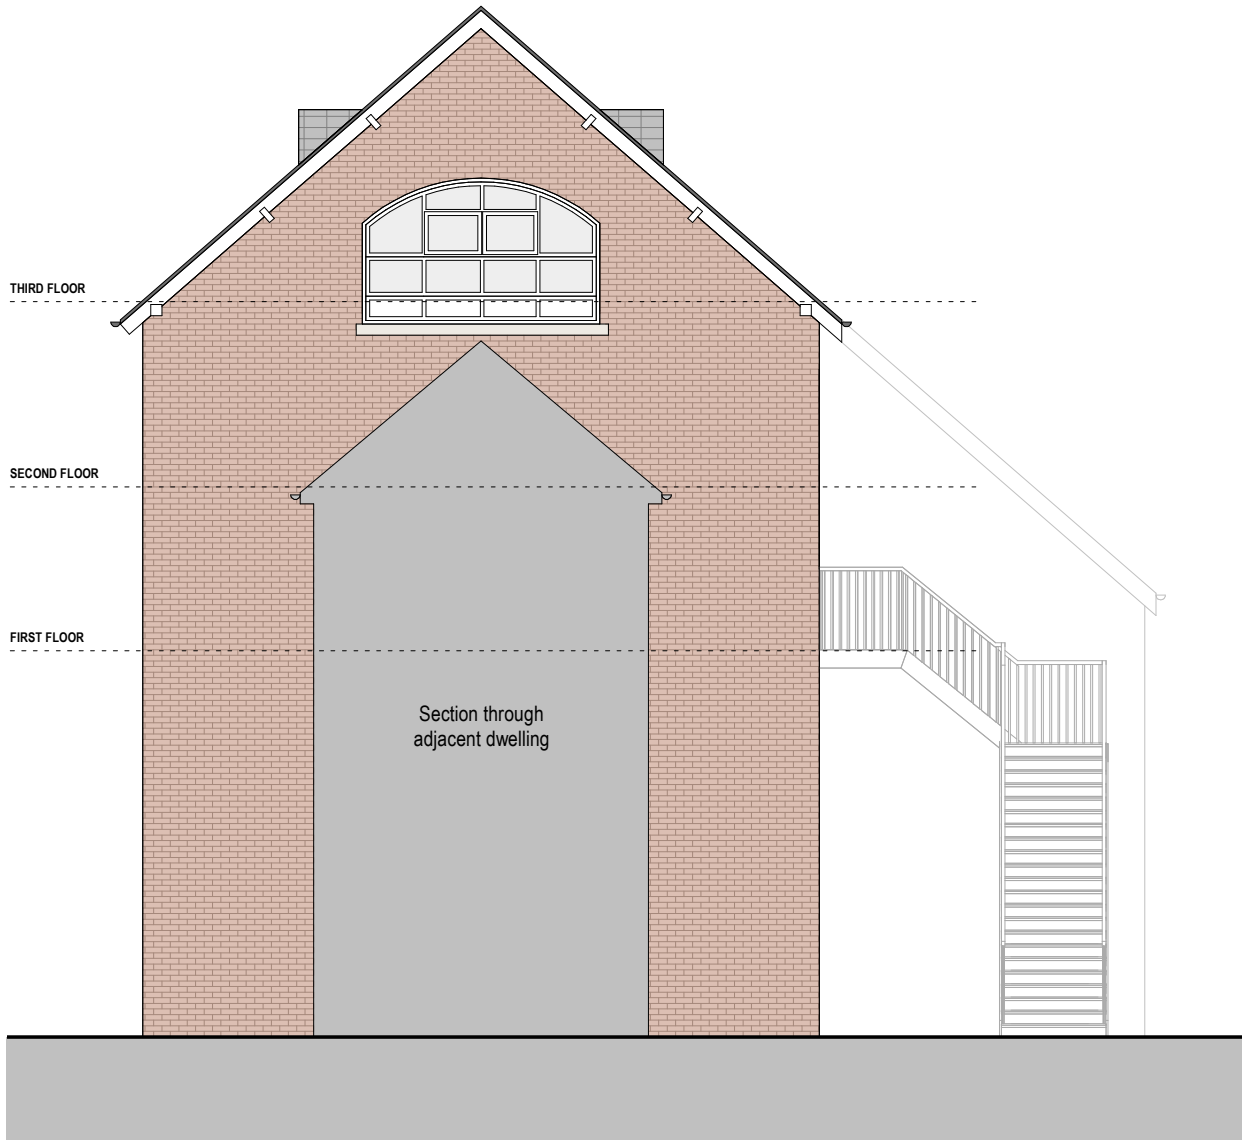 THIRD FLOOR
SECOND FLOOR
FIRST FLOOR
Section through
adjacent dwelling